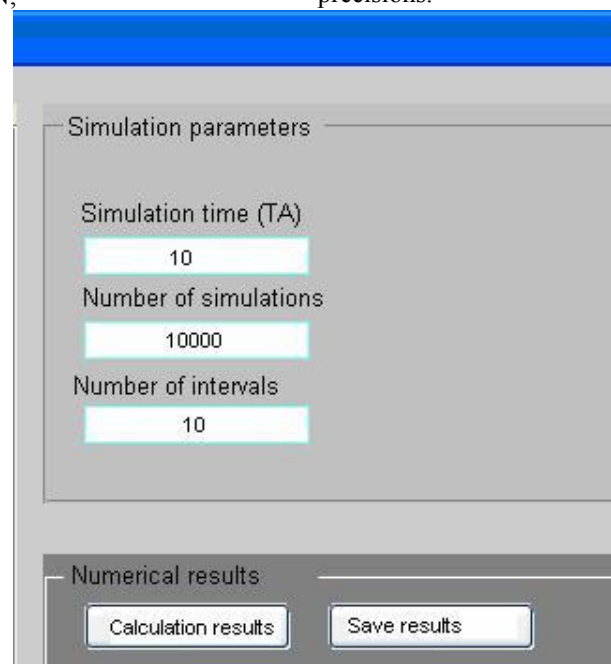 precisions.
Simulation parameters
Simulation time (TA)
10
Number of simulations
10000
Number of intervals
10
Numerical results
Calculation results Save results